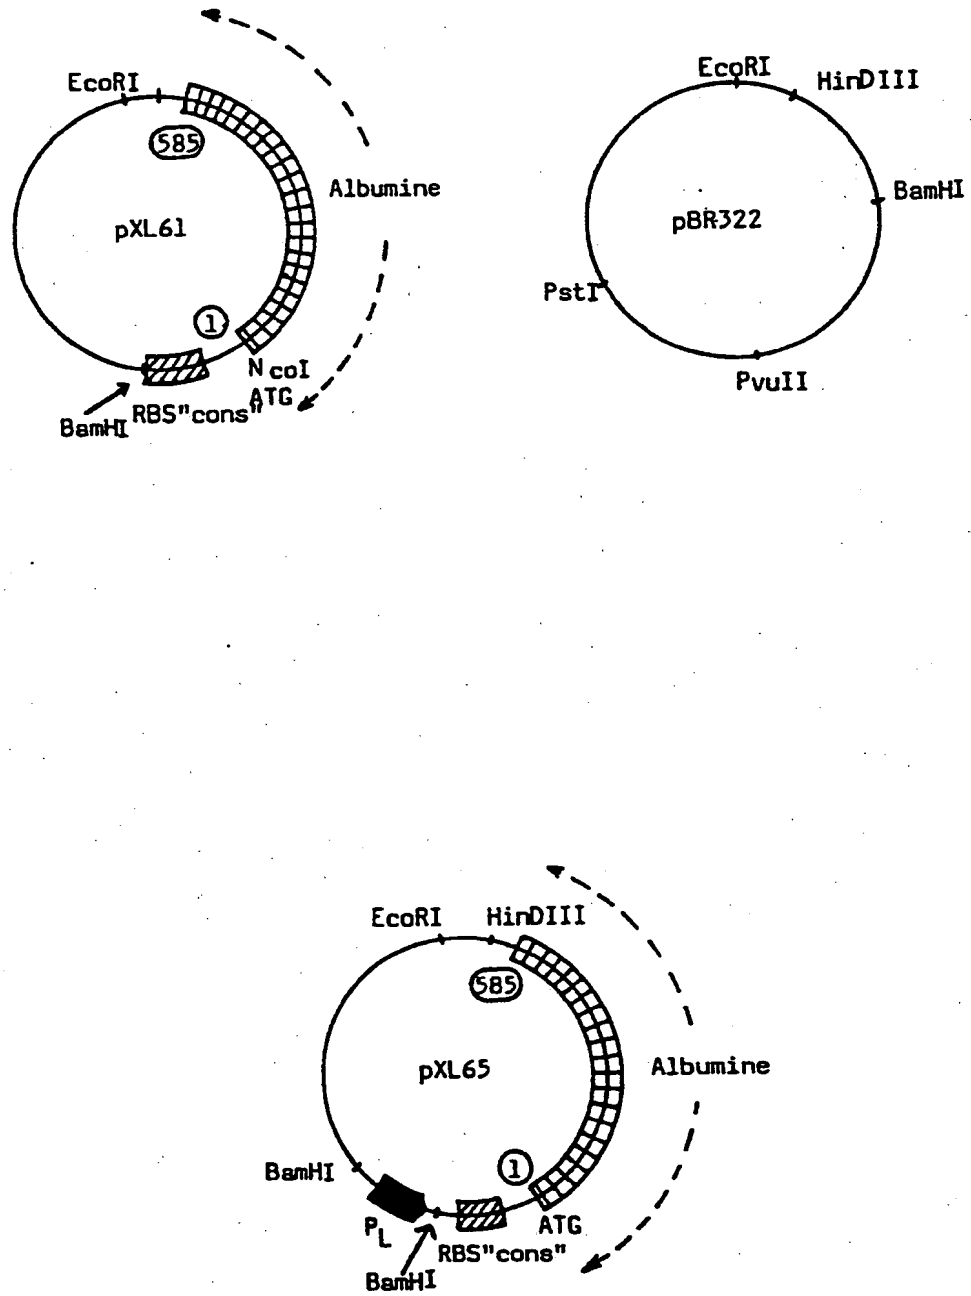 EcoRI
585
Albumine
pXL61
1
NcoI
ATG
RBS"cons"
BamHI
EcoRI
HinDIII
BamHI
pBR322
PstI
PvuII
EcoRI
HinDIII
585
pXL65
Albumine
BamHI
1
PL
ATG
RBS"cons"
BamHI